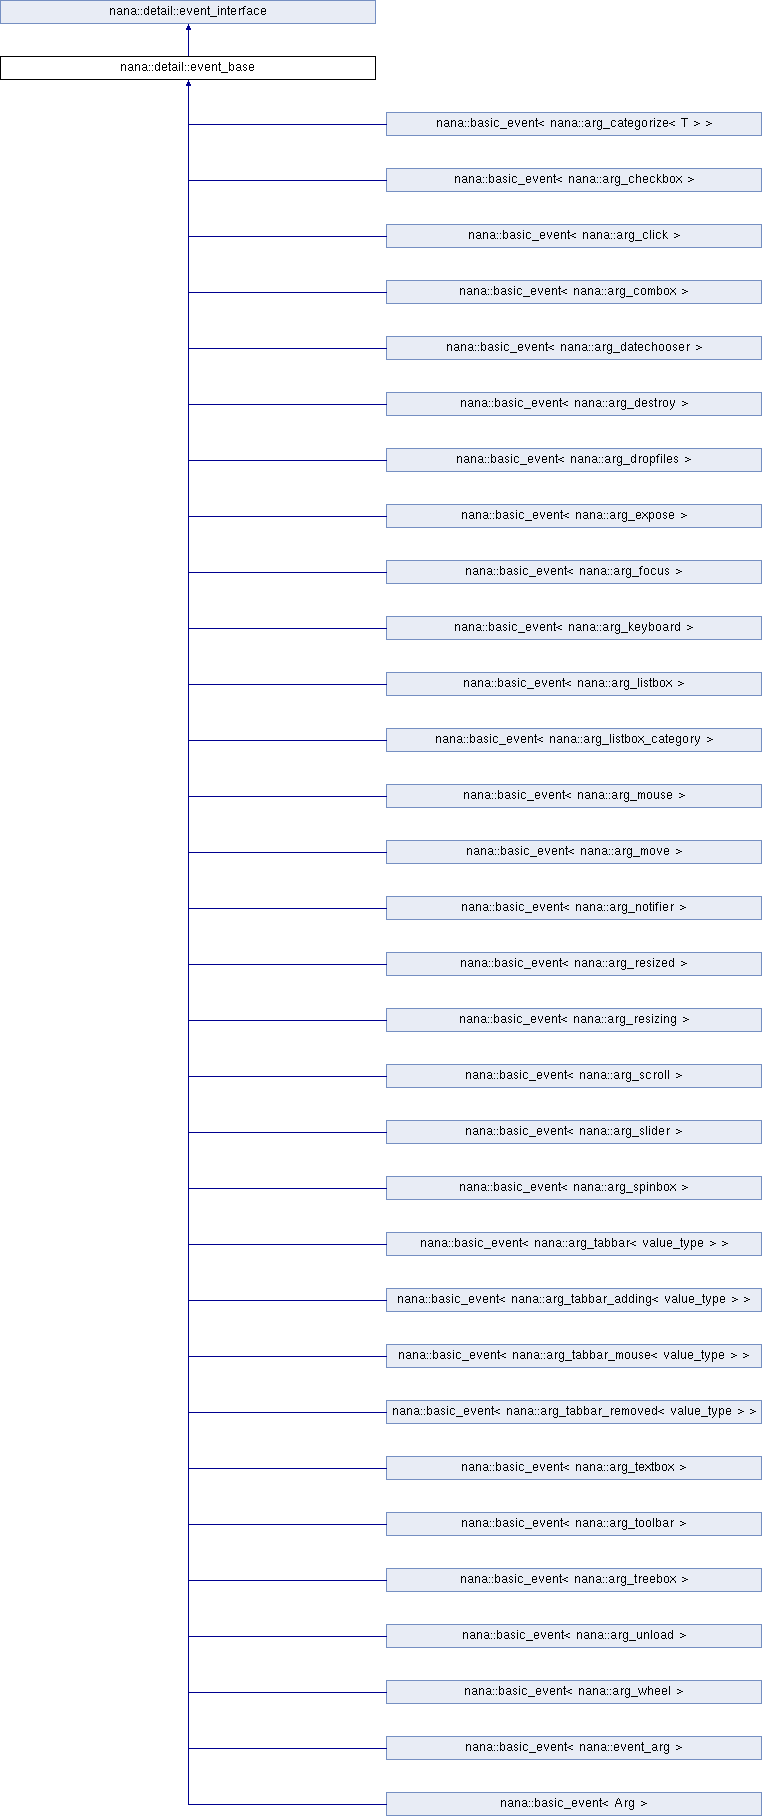 nana::detail::event_interface
nana::detail::event_base
nana::basic_event< nana::arg_categorize< T > >
nana::basic_event< nana::arg_checkbox >
nana::basic_event< nana::arg_click >
nana::basic_event< nana::arg_combox >
nana::basic_event< nana::arg_datechooser >
nana::basic_event< nana::arg_destroy >
nana::basic_event< nana::arg_dropfiles >
nana::basic_event< nana::arg_expose >
nana::basic_event< nana::arg_focus >
nana::basic_event< nana::arg_keyboard >
nana::basic_event< nana::arg_listbox >
nana::basic_event< nana::arg_listbox_category >
nana::basic_event< nana::arg_mouse >
nana::basic_event< nana::arg_move >
nana::basic_event< nana::arg_notifier >
nana::basic_event< nana::arg_resized >
nana::basic_event< nana::arg_resizing >
nana::basic_event< nana::arg_scroll >
nana::basic_event< nana::arg_slider >
nana::basic_event< nana::arg_spinbox >
nana::basic_event< nana::arg_tabbar< value_type > >
nana::basic_event< nana::arg_tabbar_adding< value_type > >
nana::basic_event< nana::arg_tabbar_mouse< value_type > >
nana::basic_event< nana::arg_tabbar_removed< value_type > >
nana::basic_event< nana::arg_textbox >
nana::basic_event< nana::arg_toolbar >
nana::basic_event< nana::arg_treebox >
nana::basic_event< nana::arg_unload >
nana::basic_event< nana::arg_wheel >
nana::basic_event< nana::event_arg >
nana::basic_event< Arg >